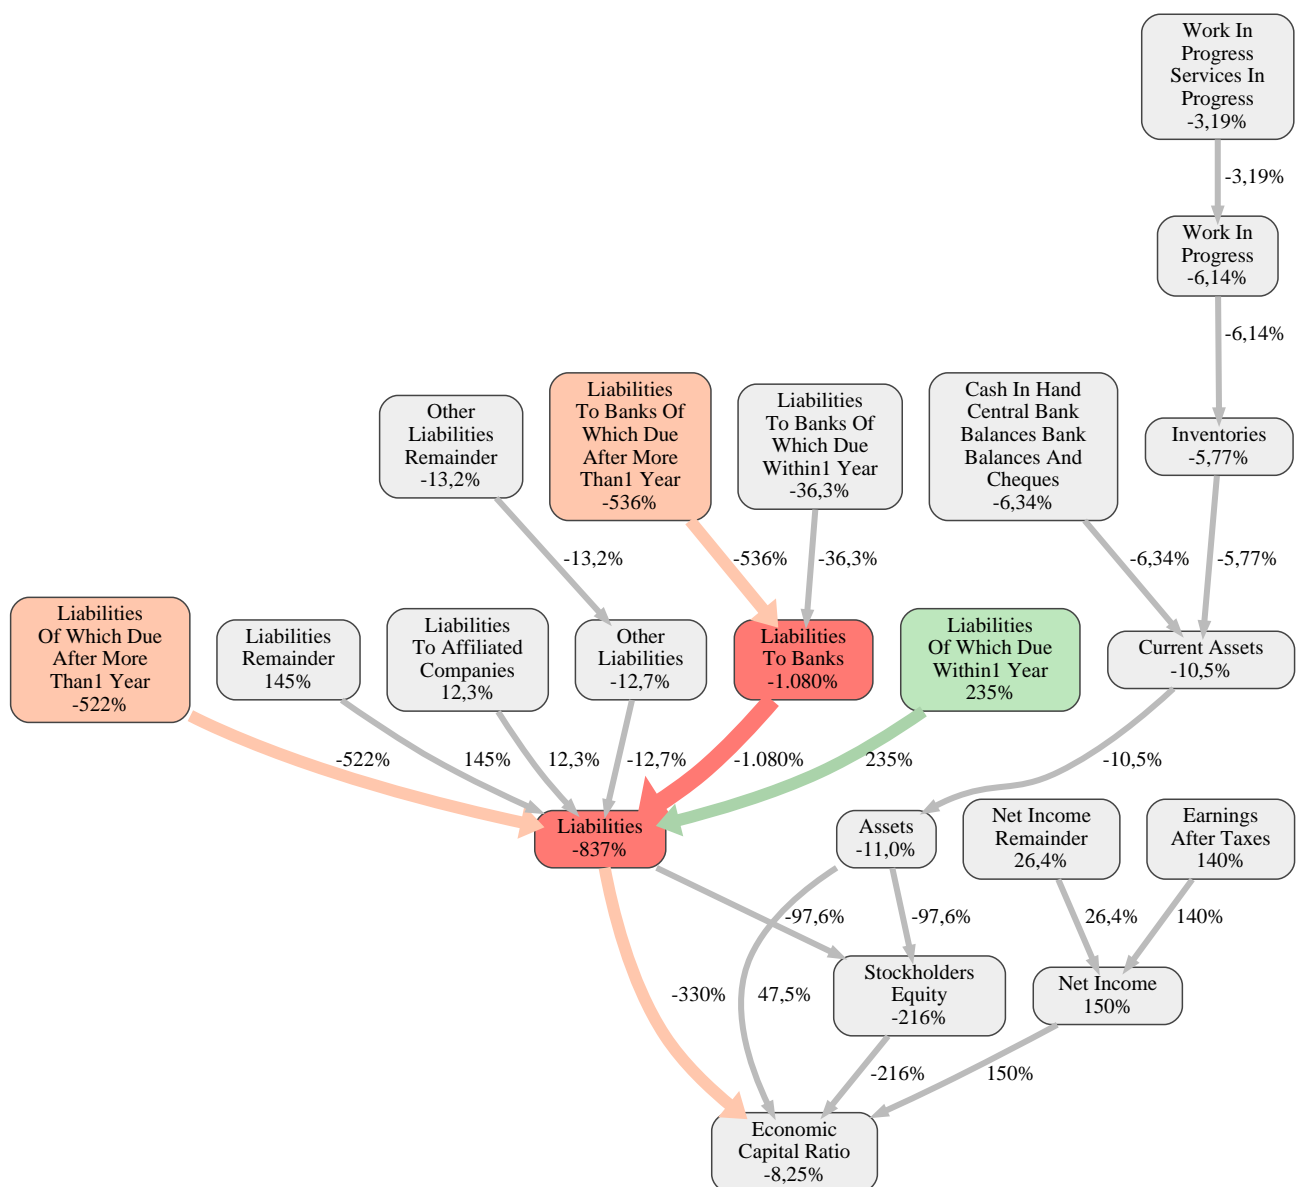 Work In
Progress
Services In
Progress
-3,19%
-3,19%
Work In
Progress
-6,14%
-6,14%
Other
Liabilities
Remainder
-13,2%
Liabilities
To Banks Of
Which Due
After More
Than1 Year
-536%
Liabilities
To Banks Of
Which Due
Within1 Year
-36,3%
Cash In Hand
Central Bank
Balances Bank
Balances And
Cheques
-6,34%
Inventories
-5,77%
-13,2%
-536%
-36,3%
-6,34%
-5,77%
Liabilities
Of Which Due
After More
Than1 Year
-522%
Liabilities
Remainder
145%
Liabilities
To Affiliated
Companies
12,3%
Other
Liabilities
-12,7%
Liabilities
To Banks
-1.080%
Liabilities
Of Which Due
Within1 Year
235%
Current Assets
-10,5%
-522%
145%
12,3%
-12,7%
-1.080%
235%
-10,5%
Liabilities
-837%
Assets
-11,0%
Net Income
Remainder
26,4%
Earnings
After Taxes
140%
-97,6%
-97,6%
26,4%
140%
Stockholders
Equity
-216%
Net Income
150%
-330%
47,5%
-216%
150%
Economic
Capital Ratio
-8,25%